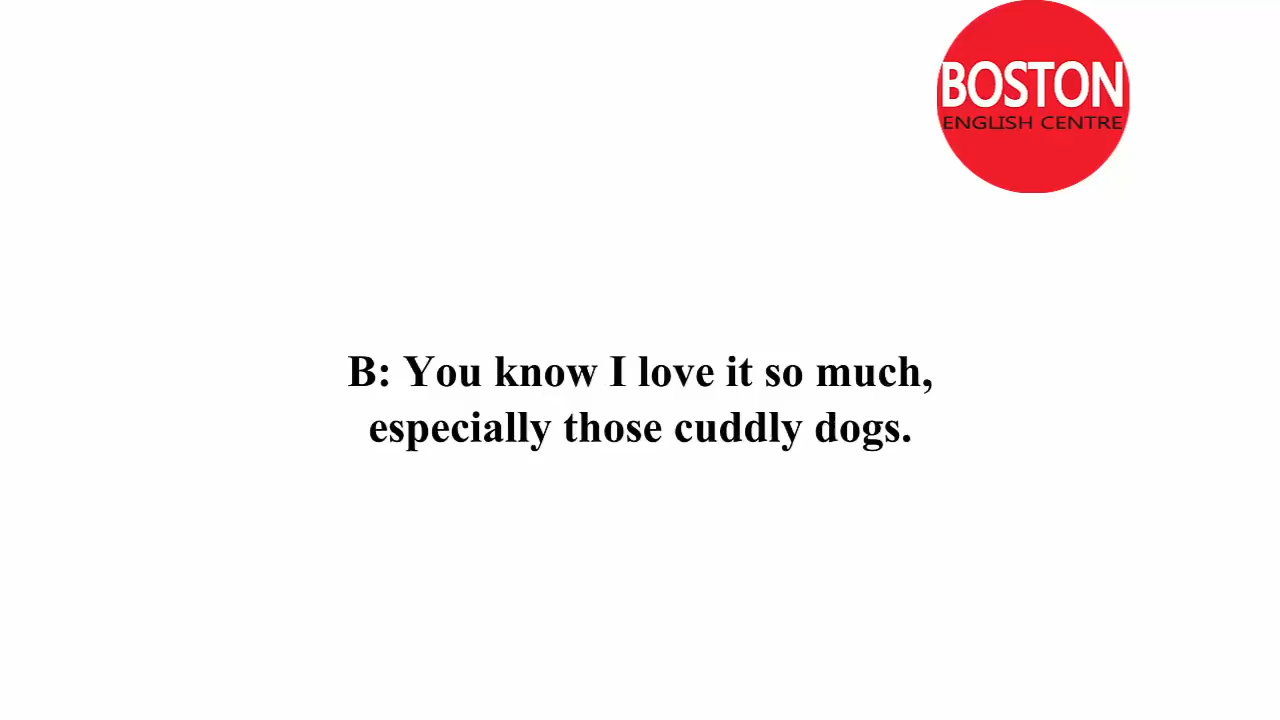 BOSTON
ENGLISH CENTRE
B: You know I love it so much,
especially those cuddly dogs.